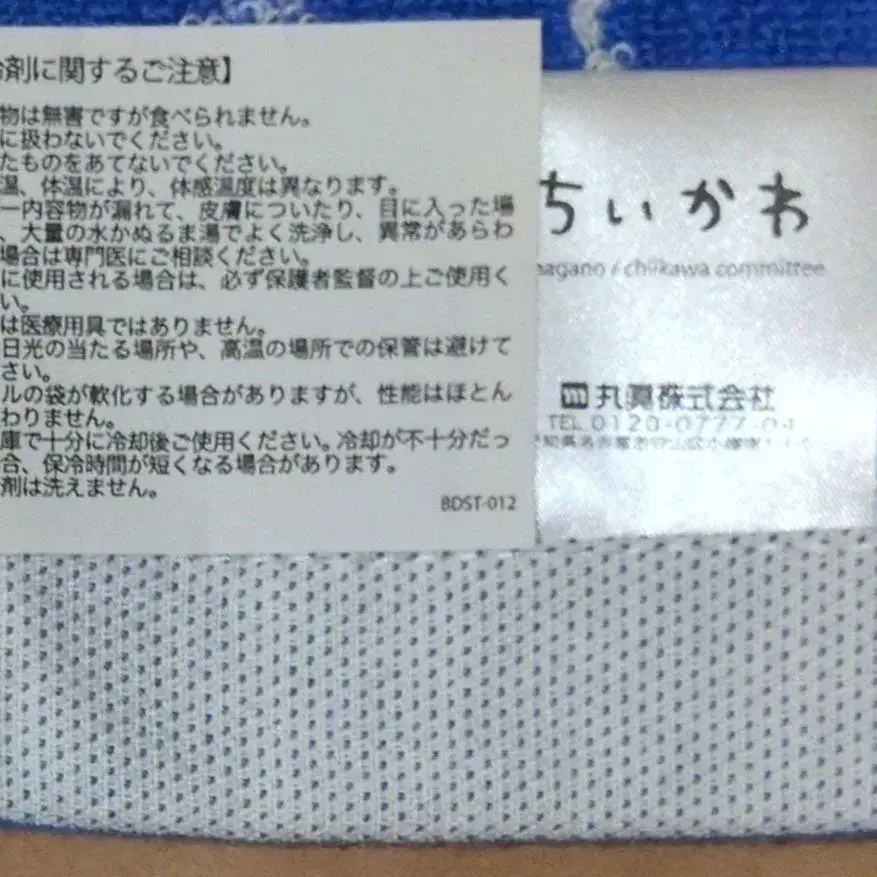 剤に関するご注意】
物は無害ですが食べられません。
に扱わないでください。
たものをあてないでください。
温、体温により、体感温度は異なります。
一内容物が漏れて、皮膚についたり、目に入った場
、大量の水かぬるま湯でよく洗浄し、異常があらわ
場合は専門医にご相談ください。
に使用される場合は、必ず保護者監督の上ご使用く
い。
は医療用具ではありません。
日光の当たる場所や、高温の場所での保管は避けて
さい。
ルの袋が軟化する場合がありますが、性能はほとん
わりません。
庫で十分に冷却後ご使用ください。冷却が不十分だっ
合、保冷時間が短くなる場合があります。
剤は洗えません。
BDST-012
ちいかわ
nagano / chiikawa committee
丸眞株式会社
TEL 0120-0777-04